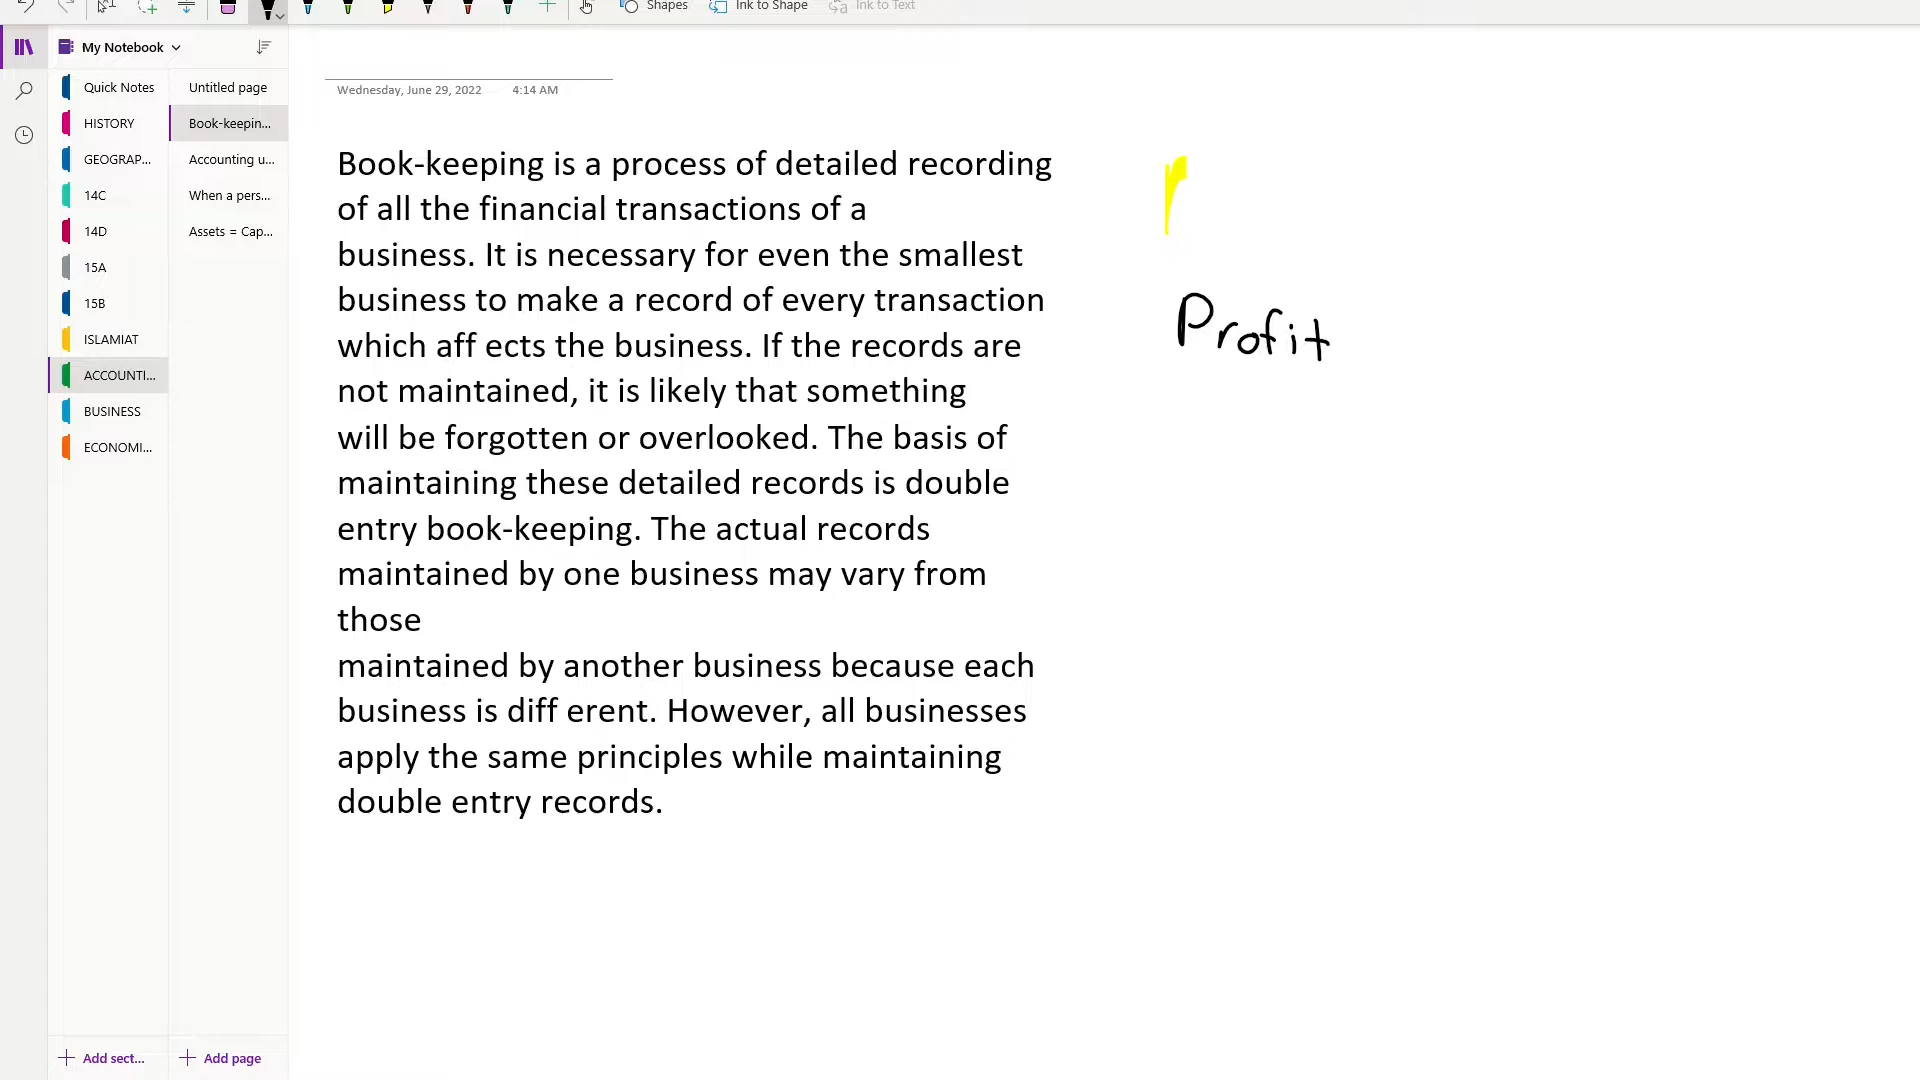 Shapes
Ink to Shape
Ink to Text
My Notebook
Quick Notes
HISTORY
GEOGRAP...
14C
14D
15A
15B
ISLAMIAT
ACCOUNTI...
BUSINESS
ECONOMI...
Untitled page
Book-keepin...
Accounting u...
When a pers...
Assets = Cap...
Wednesday, June 29, 2022 4:14 AM
Book-keeping is a process of detailed recording
of all the financial transactions of a
business. It is necessary for even the smallest
business to make a record of every transaction
which aff ects the business. If the records are
not maintained, it is likely that something
will be forgotten or overlooked. The basis of
maintaining these detailed records is double
entry book-keeping. The actual records
maintained by one business may vary from
those
maintained by another business because each
business is diff erent. However, all businesses
apply the same principles while maintaining
double entry records.
Profit
Add sect...
Add page